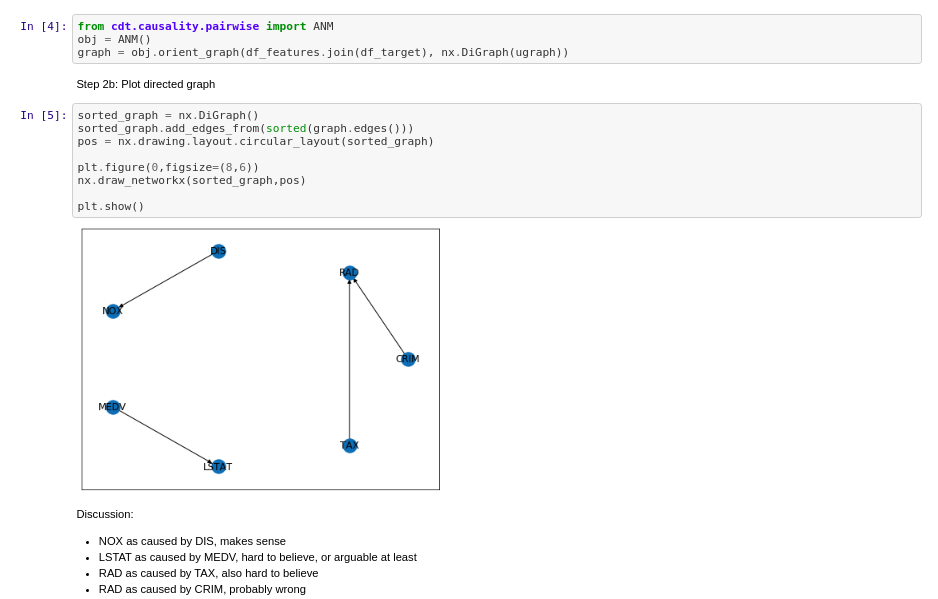 In [4]: from cdt.causality.pairwise import ANM
obj = ANM()
graph = obj.orient_graph(df_features.join(df_target), nx.DiGraph(ugraph))
Step 2b: Plot directed graph
In [5]: sorted_graph = nx.DiGraph()
sorted_graph.add_edges_from(sorted(graph.edges()))
pos = nx.drawing.layout.circular_layout(sorted_graph)
plt.figure(0,figsize=(8,6))
nx.draw_networkx(sorted_graph,pos)
plt.show()
DIS
RAD
NOX
CRIM
MEDV
TAX
LSTAT
Discussion:
• NOX as caused by DIS, makes sense
• LSTAT as caused by MEDV, hard to believe, or arguable at least
• RAD as caused by TAX, also hard to believe
• RAD as caused by CRIM, probably wrong